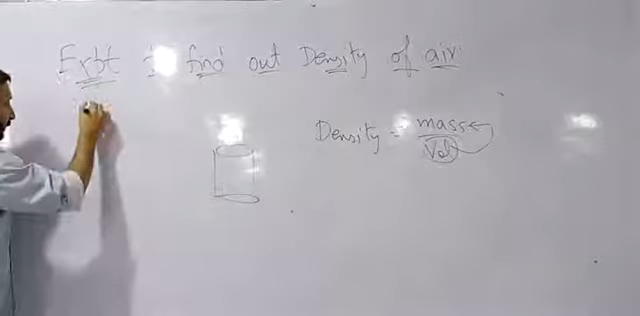 Expt to find out Density of air
Density = mass
Vol